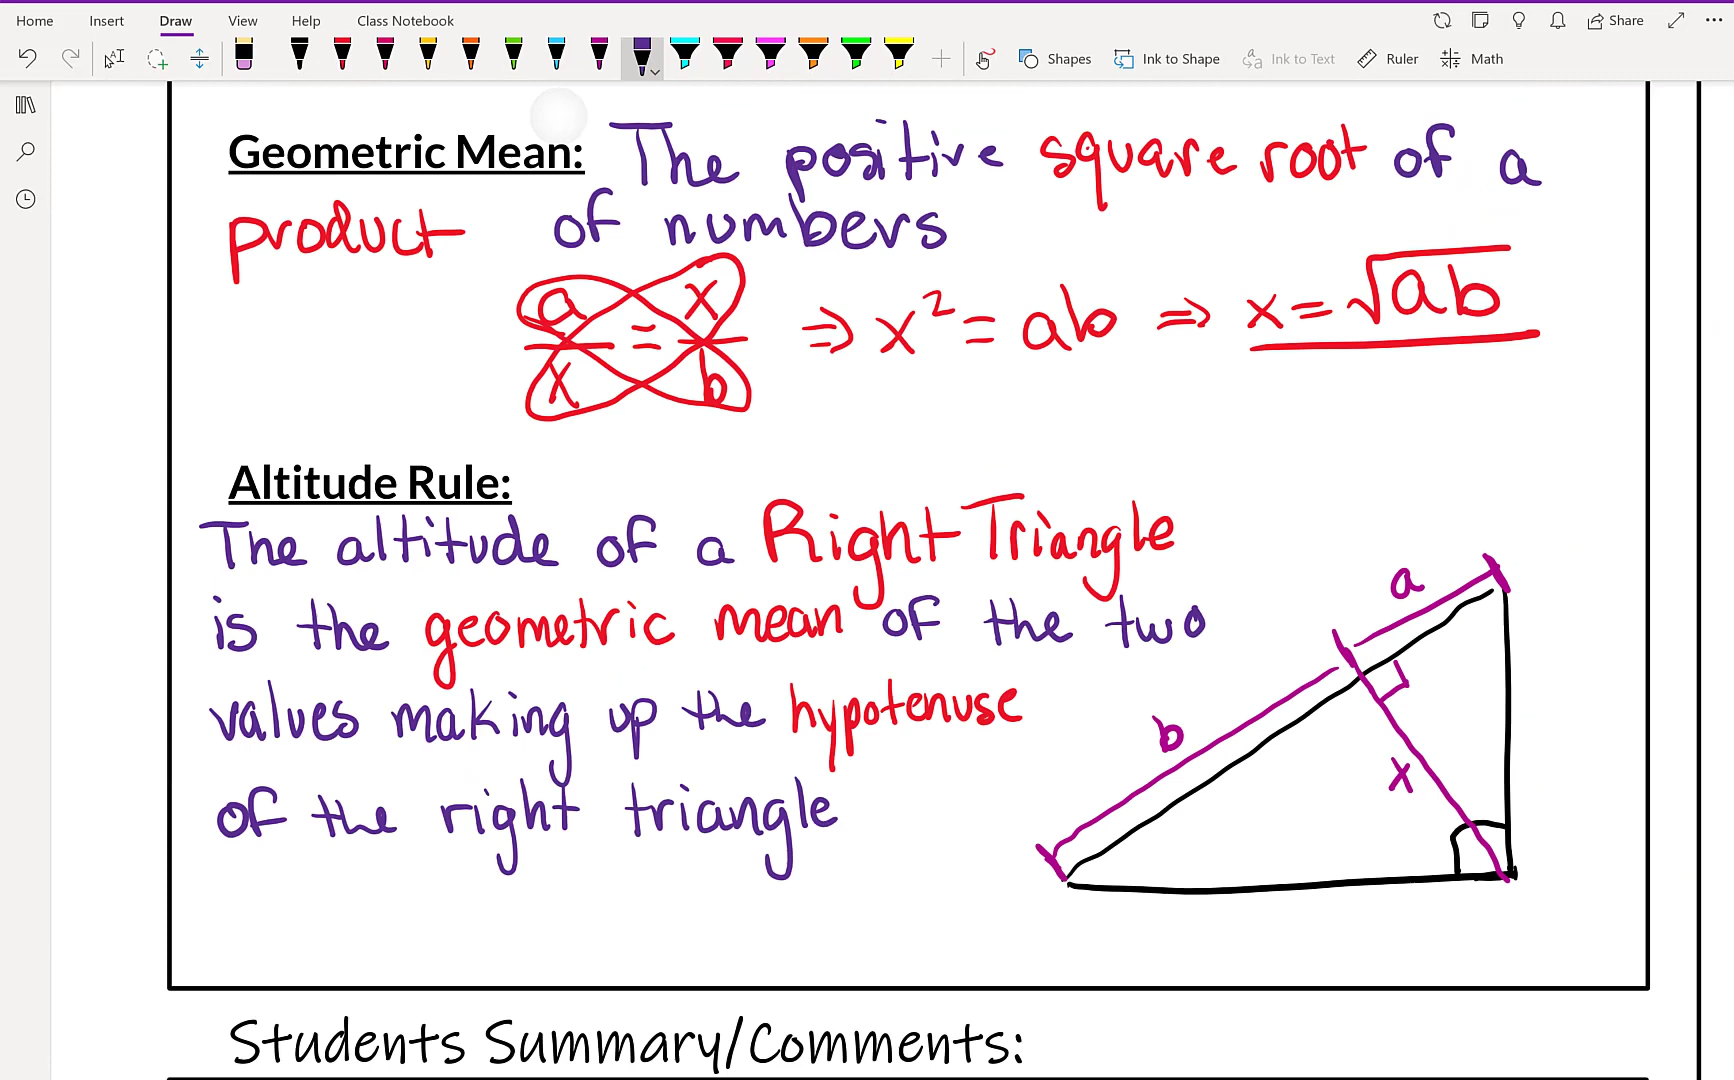 Home Insert Draw View Help Class Notebook Share
Shapes Ink to Shape Ink to Text Ruler Math
Geometric Mean: The positive square root of a
product of numbers
a/x = x/b ⇒ x² = ab ⇒ x = √ab
Altitude Rule:
The altitude of a Right Triangle
is the geometric mean of the two
values making up the hypotenuse
of the right triangle
a
b
x
Students Summary/Comments: